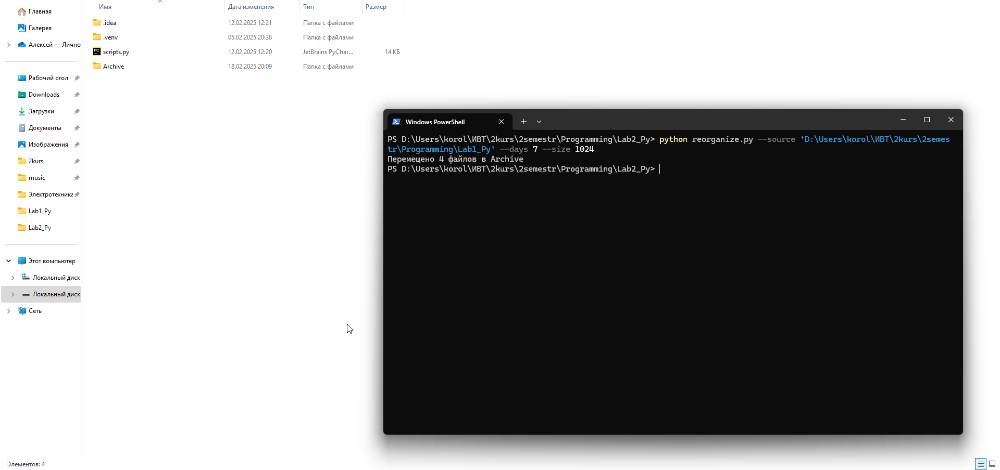 Имя Дата изменения Тип Размер
Главная
Галерея
Алексей — Лично
Рабочий стол
Downloads
Загрузки
Документы
Изображения
2kurs
music
Электротехника
Lab1_Py
Lab2_Py
Этот компьютер
Локальный диск
Локальный диск
Сеть
.idea 12.02.2025 12:21 Папка с файлами
.venv 05.02.2025 20:38 Папка с файлами
scripts.py 12.02.2025 12:20 JetBrains PyChar... 14 КБ
Archive 18.02.2025 20:09 Папка с файлами
Windows PowerShell
PS D:\Users\korol\ИВТ\2kurs\2semestr\Programming\Lab2_Py> python reorganize.py --source 'D:\Users\korol\ИВТ\2kurs\2semes
tr\Programming\Lab1_Py' --days 7 --size 1024
Перемещено 4 файлов в Archive
PS D:\Users\korol\ИВТ\2kurs\2semestr\Programming\Lab2_Py>
Элементов: 4